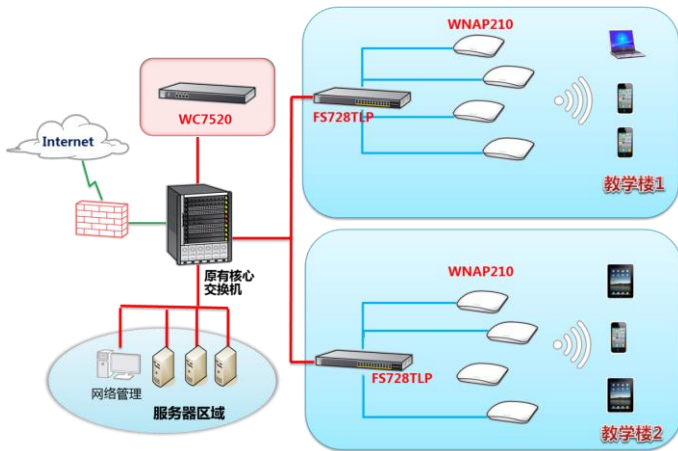 WNAP210
WC7520
FS728TLP
Internet
教学楼1
原有核心
交换机
WNAP210
FS728TLP
网络管理
服务器区域
教学楼2